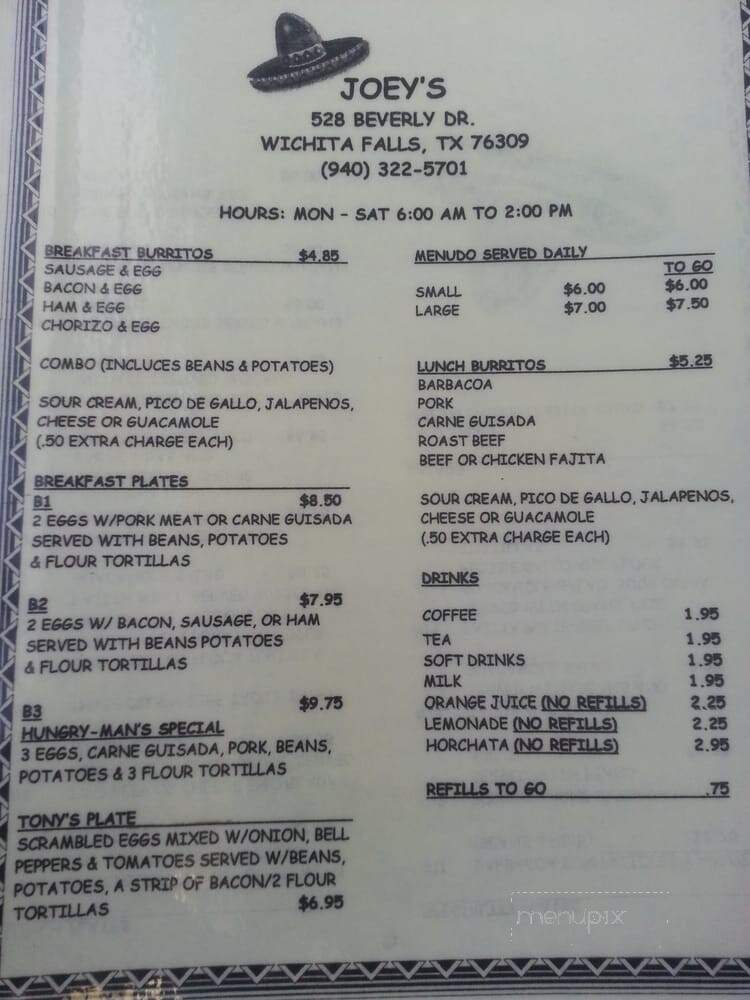 JOEY'S
528 BEVERLY DR.
WICHITA FALLS, TX 76309
(940) 322-5701
HOURS: MON - SAT 6:00 AM TO 2:00 PM
BREAKFAST BURRITOS $4.85
SAUSAGE & EGG
BACON & EGG
HAM & EGG
CHORIZO & EGG
COMBO (INCLUCES BEANS & POTATOES)
SOUR CREAM, PICO DE GALLO, JALAPENOS,
CHEESE OR GUACAMOLE
(.50 EXTRA CHARGE EACH)
BREAKFAST PLATES
B1 $8.50
2 EGGS W/PORK MEAT OR CARNE GUISADA
SERVED WITH BEANS, POTATOES
& FLOUR TORTILLAS
B2 $7.95
2 EGGS W/ BACON, SAUSAGE, OR HAM
SERVED WITH BEANS POTATOES
& FLOUR TORTILLAS
B3 $9.75
HUNGRY-MAN'S SPECIAL
3 EGGS, CARNE GUISADA, PORK, BEANS,
POTATOES & 3 FLOUR TORTILLAS
TONY'S PLATE
SCRAMBLED EGGS MIXED W/ONION, BELL
PEPPERS & TOMATOES SERVED W/BEANS,
POTATOES, A STRIP OF BACON/2 FLOUR
TORTILLAS $6.95
MENUDO SERVED DAILY
TO GO
SMALL $6.00 $6.00
LARGE $7.00 $7.50
LUNCH BURRITOS $5.25
BARBACOA
PORK
CARNE GUISADA
ROAST BEEF
BEEF OR CHICKEN FAJITA
SOUR CREAM, PICO DE GALLO, JALAPENOS,
CHEESE OR GUACAMOLE
(.50 EXTRA CHARGE EACH)
DRINKS
COFFEE 1.95
TEA 1.95
SOFT DRINKS 1.95
MILK 1.95
ORANGE JUICE (NO REFILLS) 2.25
LEMONADE (NO REFILLS) 2.25
HORCHATA (NO REFILLS) 2.95
REFILLS TO GO .75
menupix